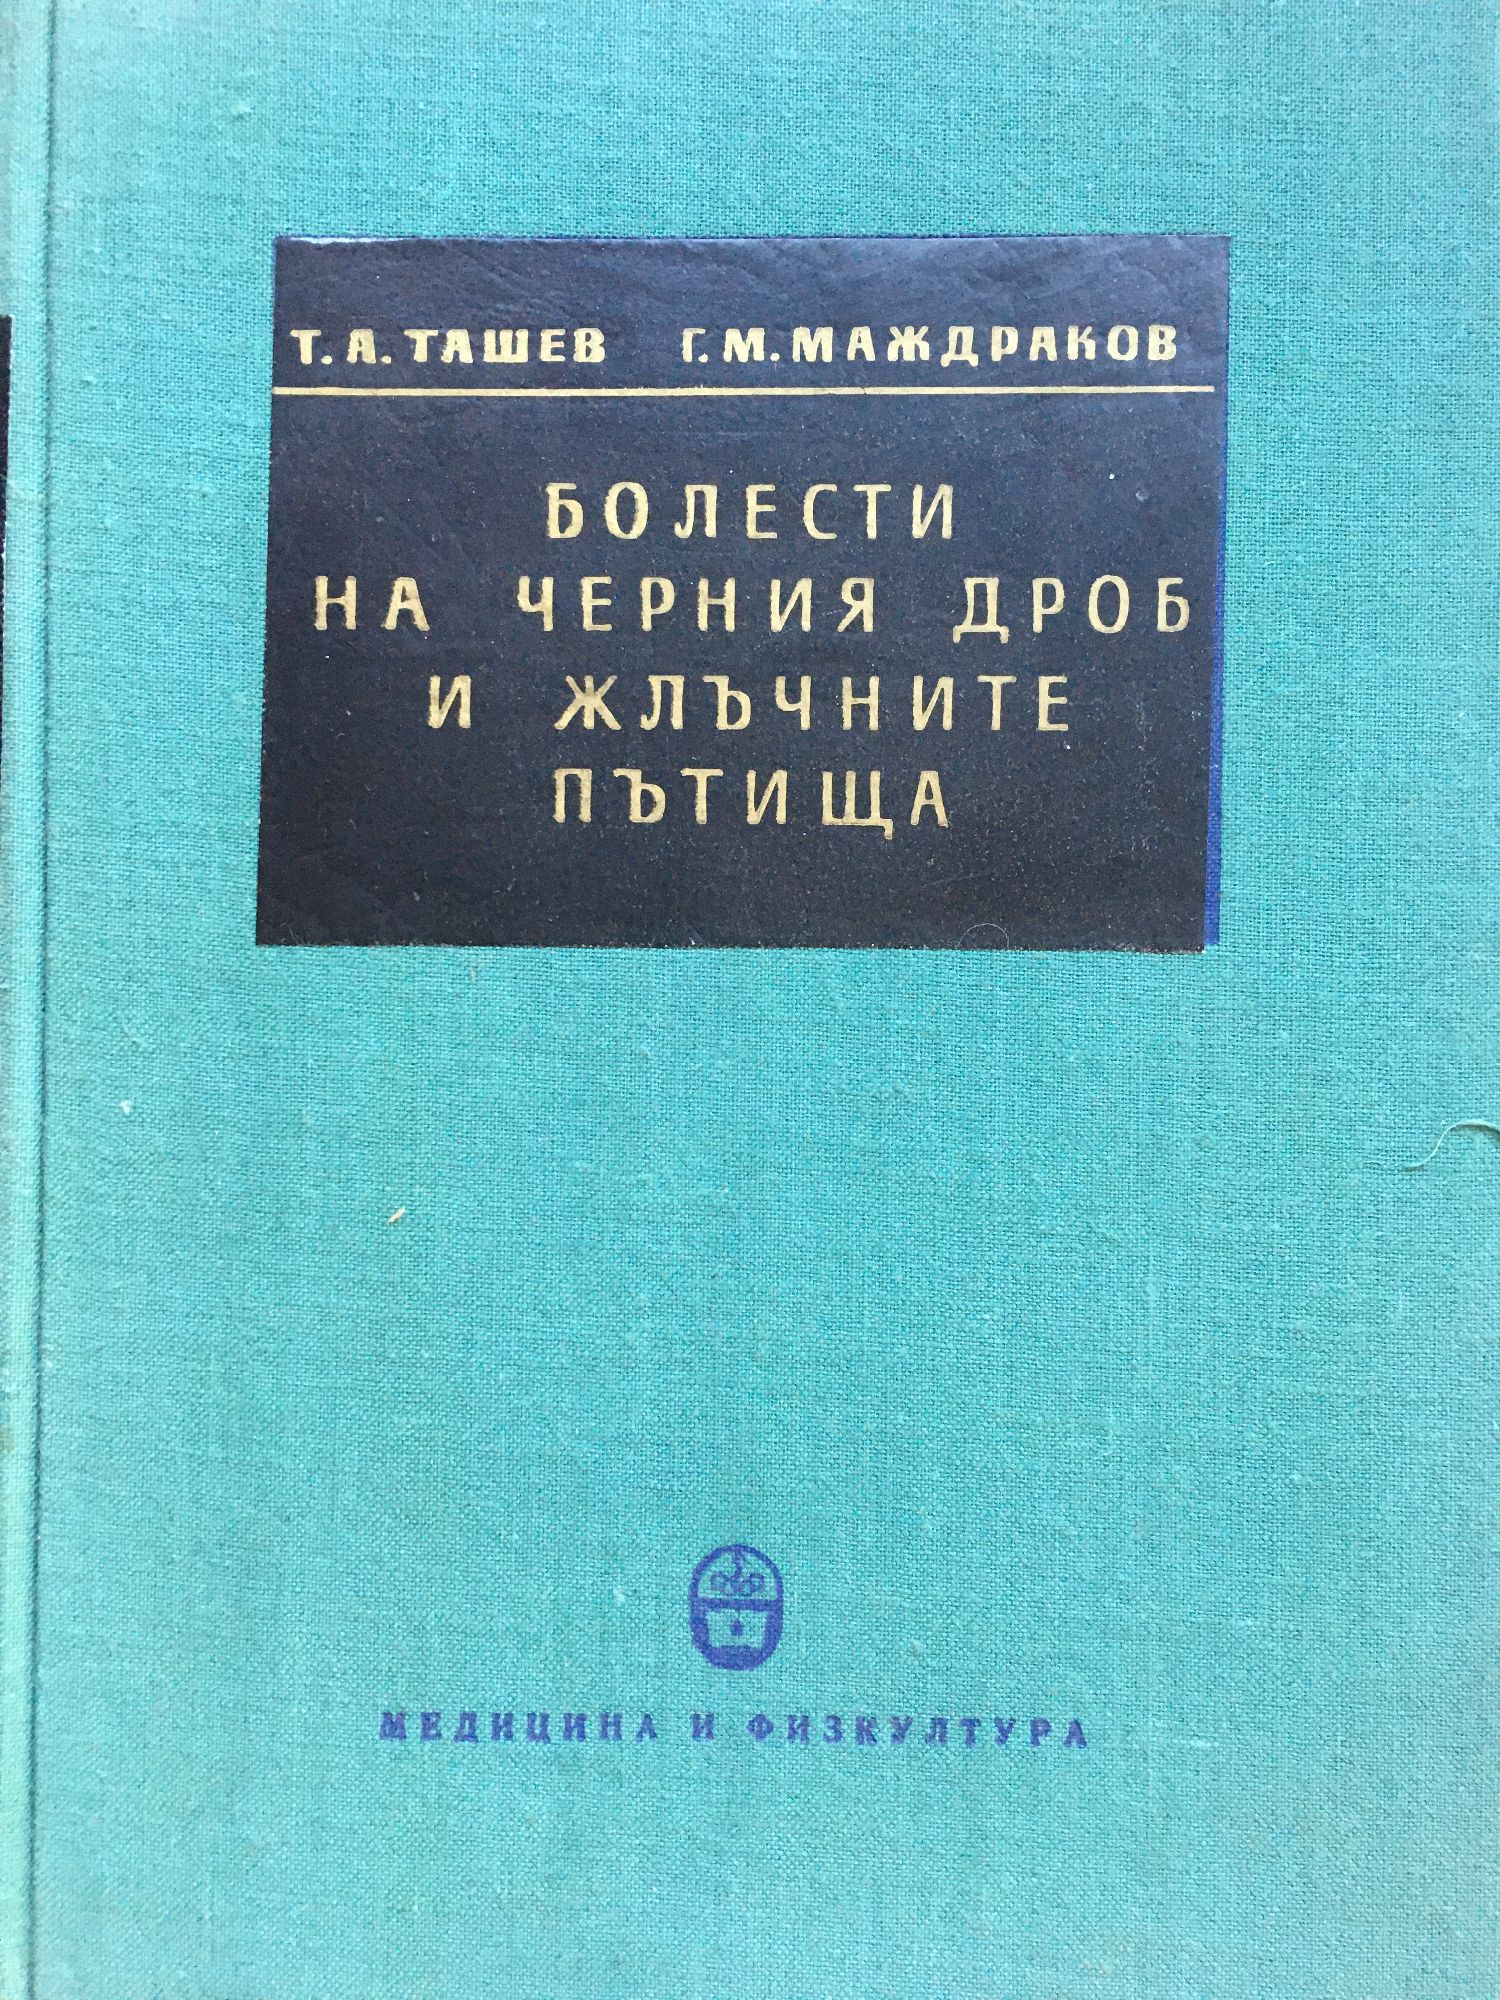 Т.А.ТАШЕВ Г.М.МАЖДРАКОВ
БОЛЕСТИ
НА ЧЕРНИЯ ДРОБ
И ЖЛЪЧНИТЕ
ПЪТИЩА
МЕДИЦИНА И ФИЗКУЛТУРА